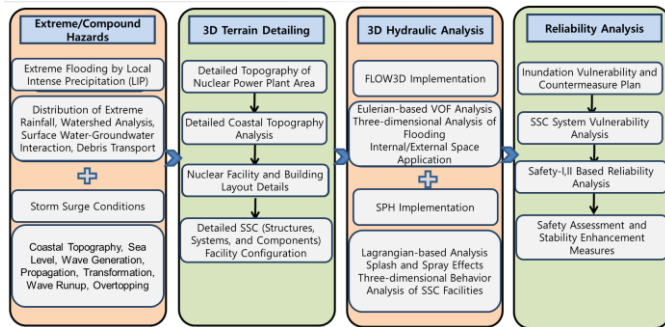 Extreme/Compound
Hazards
Extreme Flooding by Local
Intense Precipitation (LIP)
Distribution of Extreme
Rainfall, Watershed Analysis,
Surface Water-Groundwater
Interaction, Debris Transport
Storm Surge Conditions
Coastal Topography, Sea
Level, Wave Generation,
Propagation, Transformation,
Wave Runup, Overtopping
3D Terrain Detailing
Detailed Topography of
Nuclear Power Plant Area
Detailed Coastal Topography
Analysis
Nuclear Facility and Building
Layout Details
Detailed SSC (Structures,
Systems, and Components)
Facility Configuration
3D Hydraulic Analysis
FLOW3D Implementation
Eulerian-based VOF Analysis
Three-dimensional Analysis of
Flooding
Internal/External Space
Application
SPH Implementation
Lagrangian-based Analysis
Splash and Spray Effects
Three-dimensional Behavior
Analysis of SSC Facilities
Reliability Analysis
Inundation Vulnerability and
Countermeasure Plan
SSC System Vulnerability
Analysis
Safety-I,II Based Reliability
Analysis
Safety Assessment and
Stability Enhancement
Measures